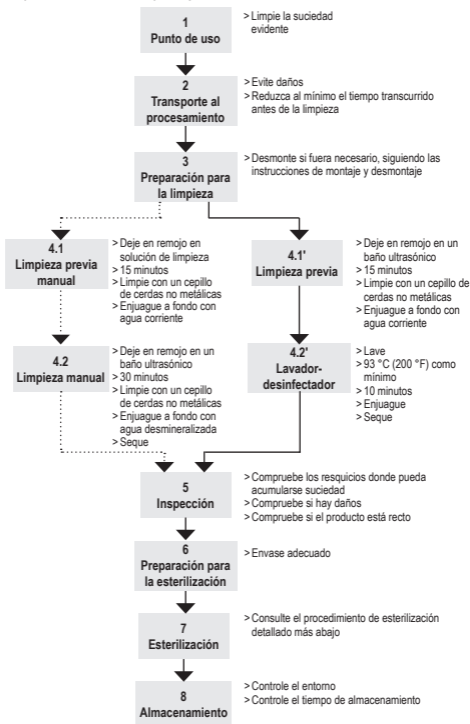 1
Punto de uso
> Limpie la suciedad
evidente
2
Transporte al
procesamiento
> Evite daños
> Reduzca al mínimo el tiempo transcurrido
antes de la limpieza
3
Preparación para
la limpieza
> Desmonte si fuera necesario, siguiendo las
instrucciones de montaje y desmontaje
4.1
Limpieza previa
manual
> Deje en remojo en
solución de limpieza
> 15 minutos
> Limpie con un cepillo
de cerdas no metálicas
> Enjuague a fondo con
agua corriente
4.1'
Limpieza previa
> Deje en remojo en un
baño ultrasónico
> 15 minutos
> Limpie con un cepillo de
cerdas no metálicas
> Enjuague a fondo con
agua corriente
4.2
Limpieza manual
> Deje en remojo en un
baño ultrasónico
> 30 minutos
> Limpie con un cepillo
de cerdas no metálicas
> Enjuague a fondo con
agua desmineralizada
> Seque
4.2'
Lavador-
desinfectador
> Lave
> 93 °C (200 °F) como
mínimo
> 10 minutos
> Enjuague
> Seque
5
Inspección
> Compruebe los resquicios donde pueda
acumularse suciedad
> Compruebe si hay daños
> Compruebe si el producto está recto
6
Preparación para
la esterilización
> Envase adecuado
7
Esterilización
> Consulte el procedimiento de esterilización
detallado más abajo
8
Almacenamiento
> Controle el entorno
> Controle el tiempo de almacenamiento